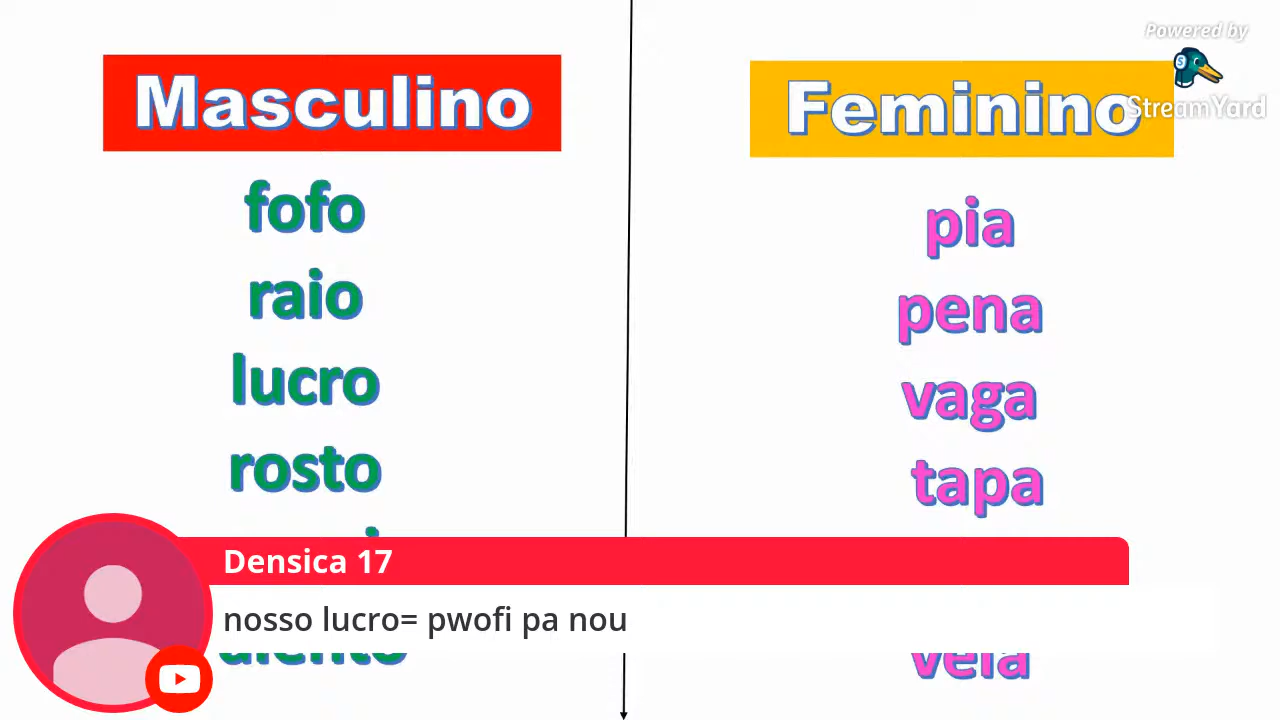 Powered by
StreamYard
Masculino
fofo
raio
lucro
rosto
Feminino
pia
pena
vaga
tapa
Densica 17
nosso lucro= pwofi pa nou